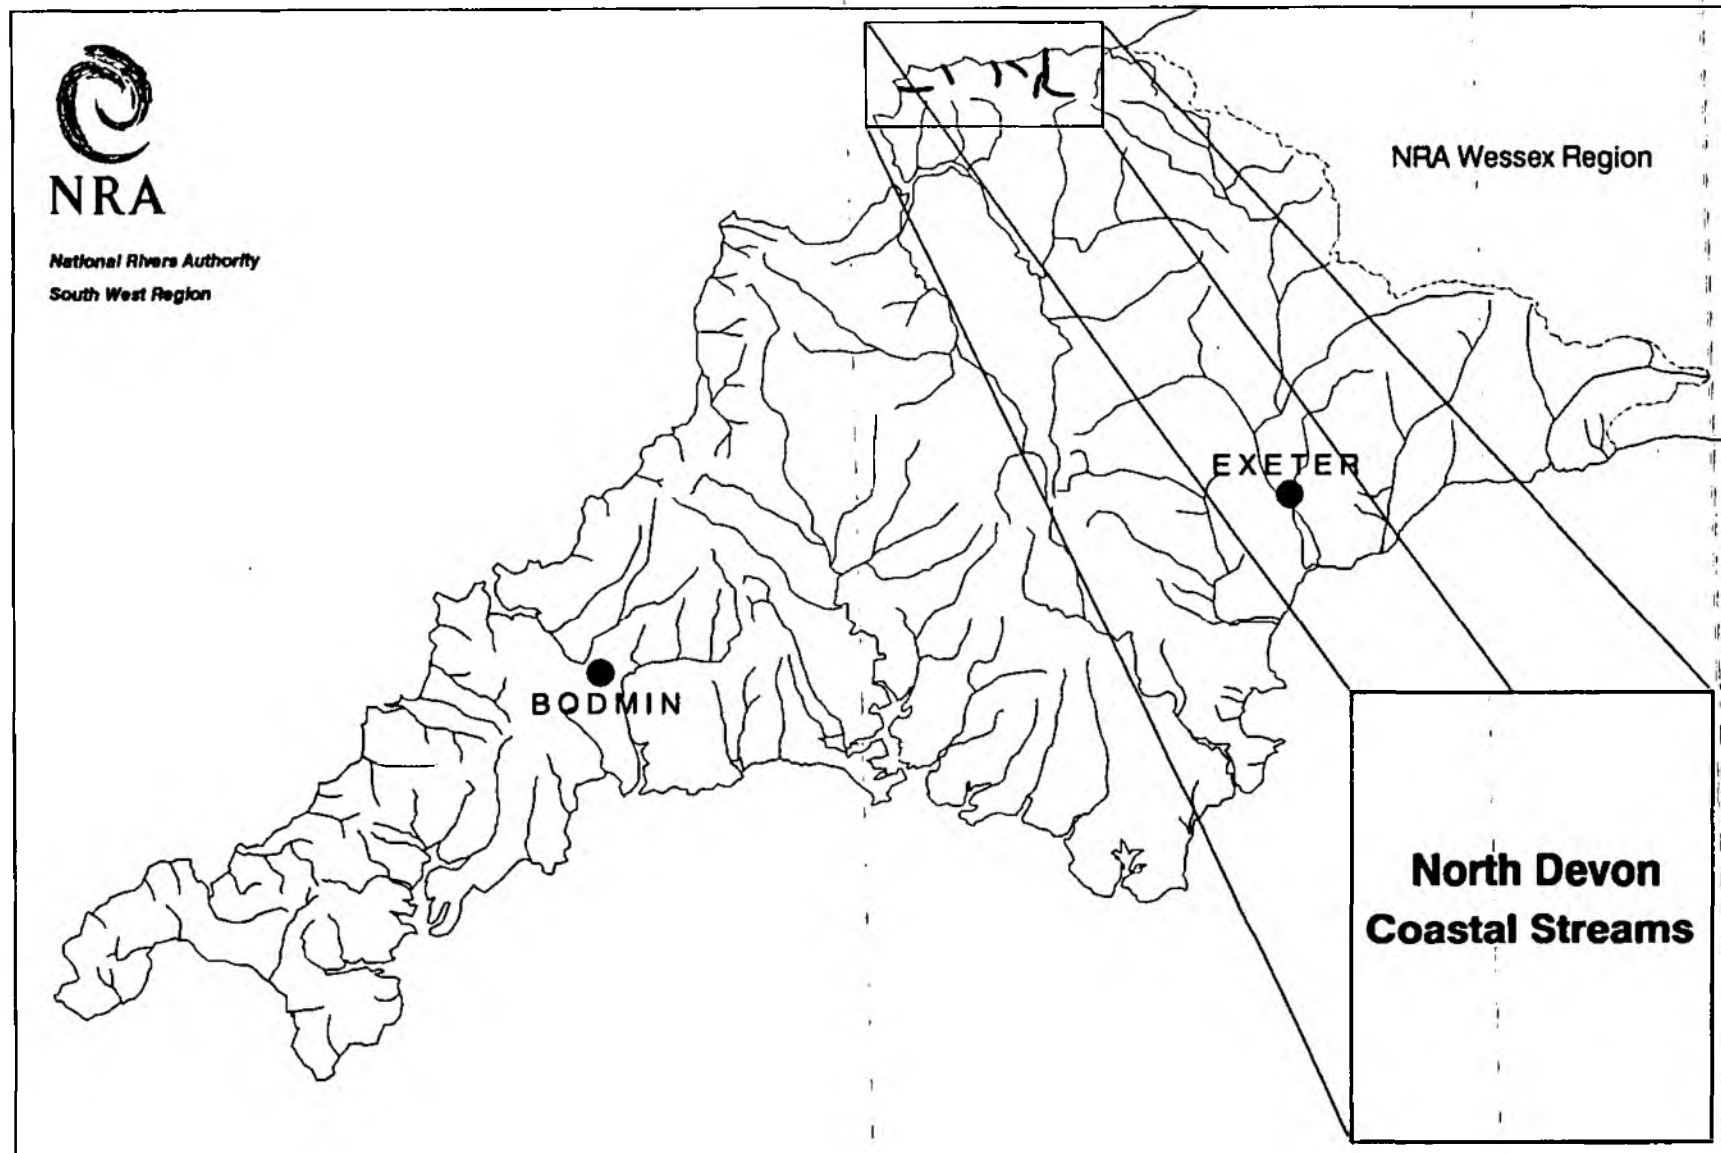 NRA
National Rivers Authority
South West Region
NRA Wessex Region
EXETER
BODMIN
North Devon
Coastal Streams